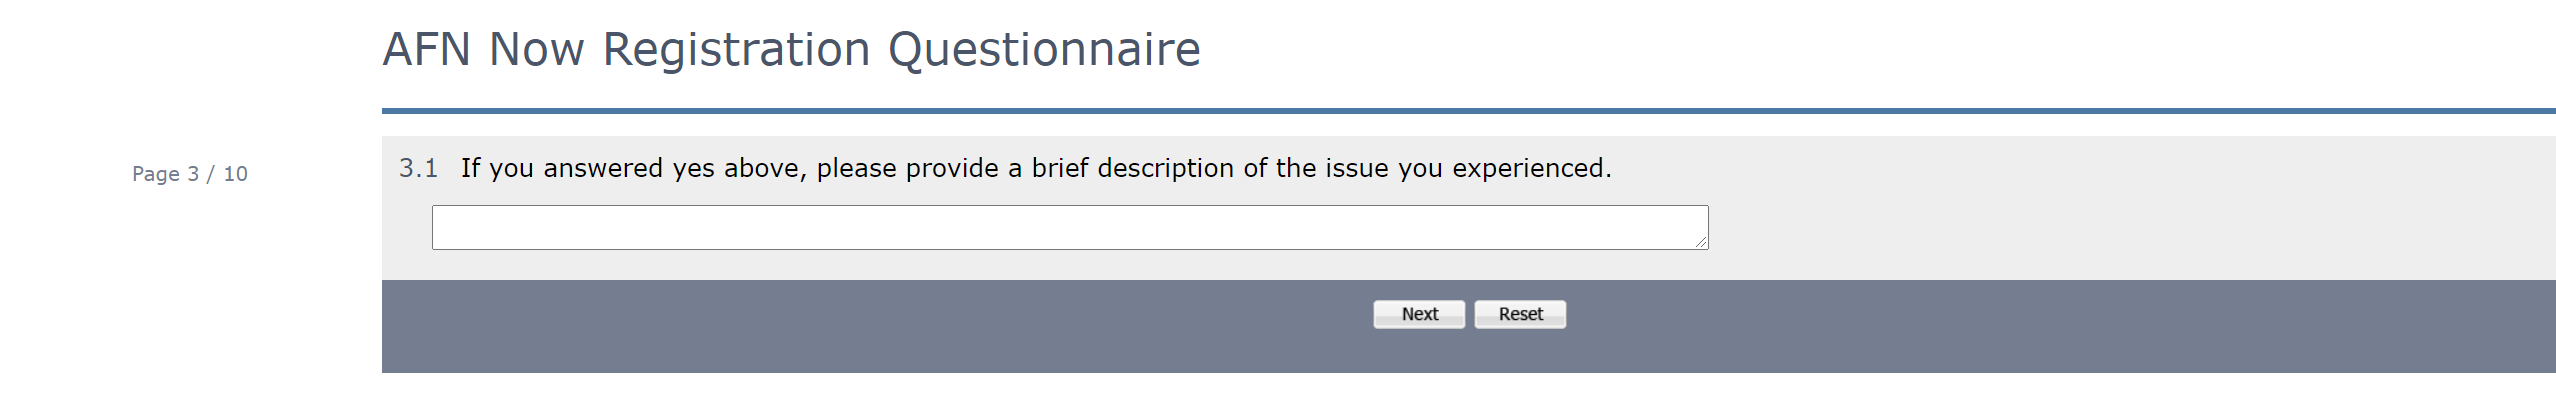 AFN Now Registration Questionnaire
Page 3 / 10
3.1 If you answered yes above, please provide a brief description of the issue you experienced.
Next Reset